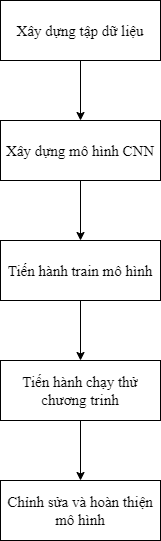 Xây dựng tập dữ liệu
Xây dựng mô hình CNN
Tiến hành train mô hình
Tiến hành chạy thử
chương trinh
Chỉnh sửa và hoàn thiện
mô hình